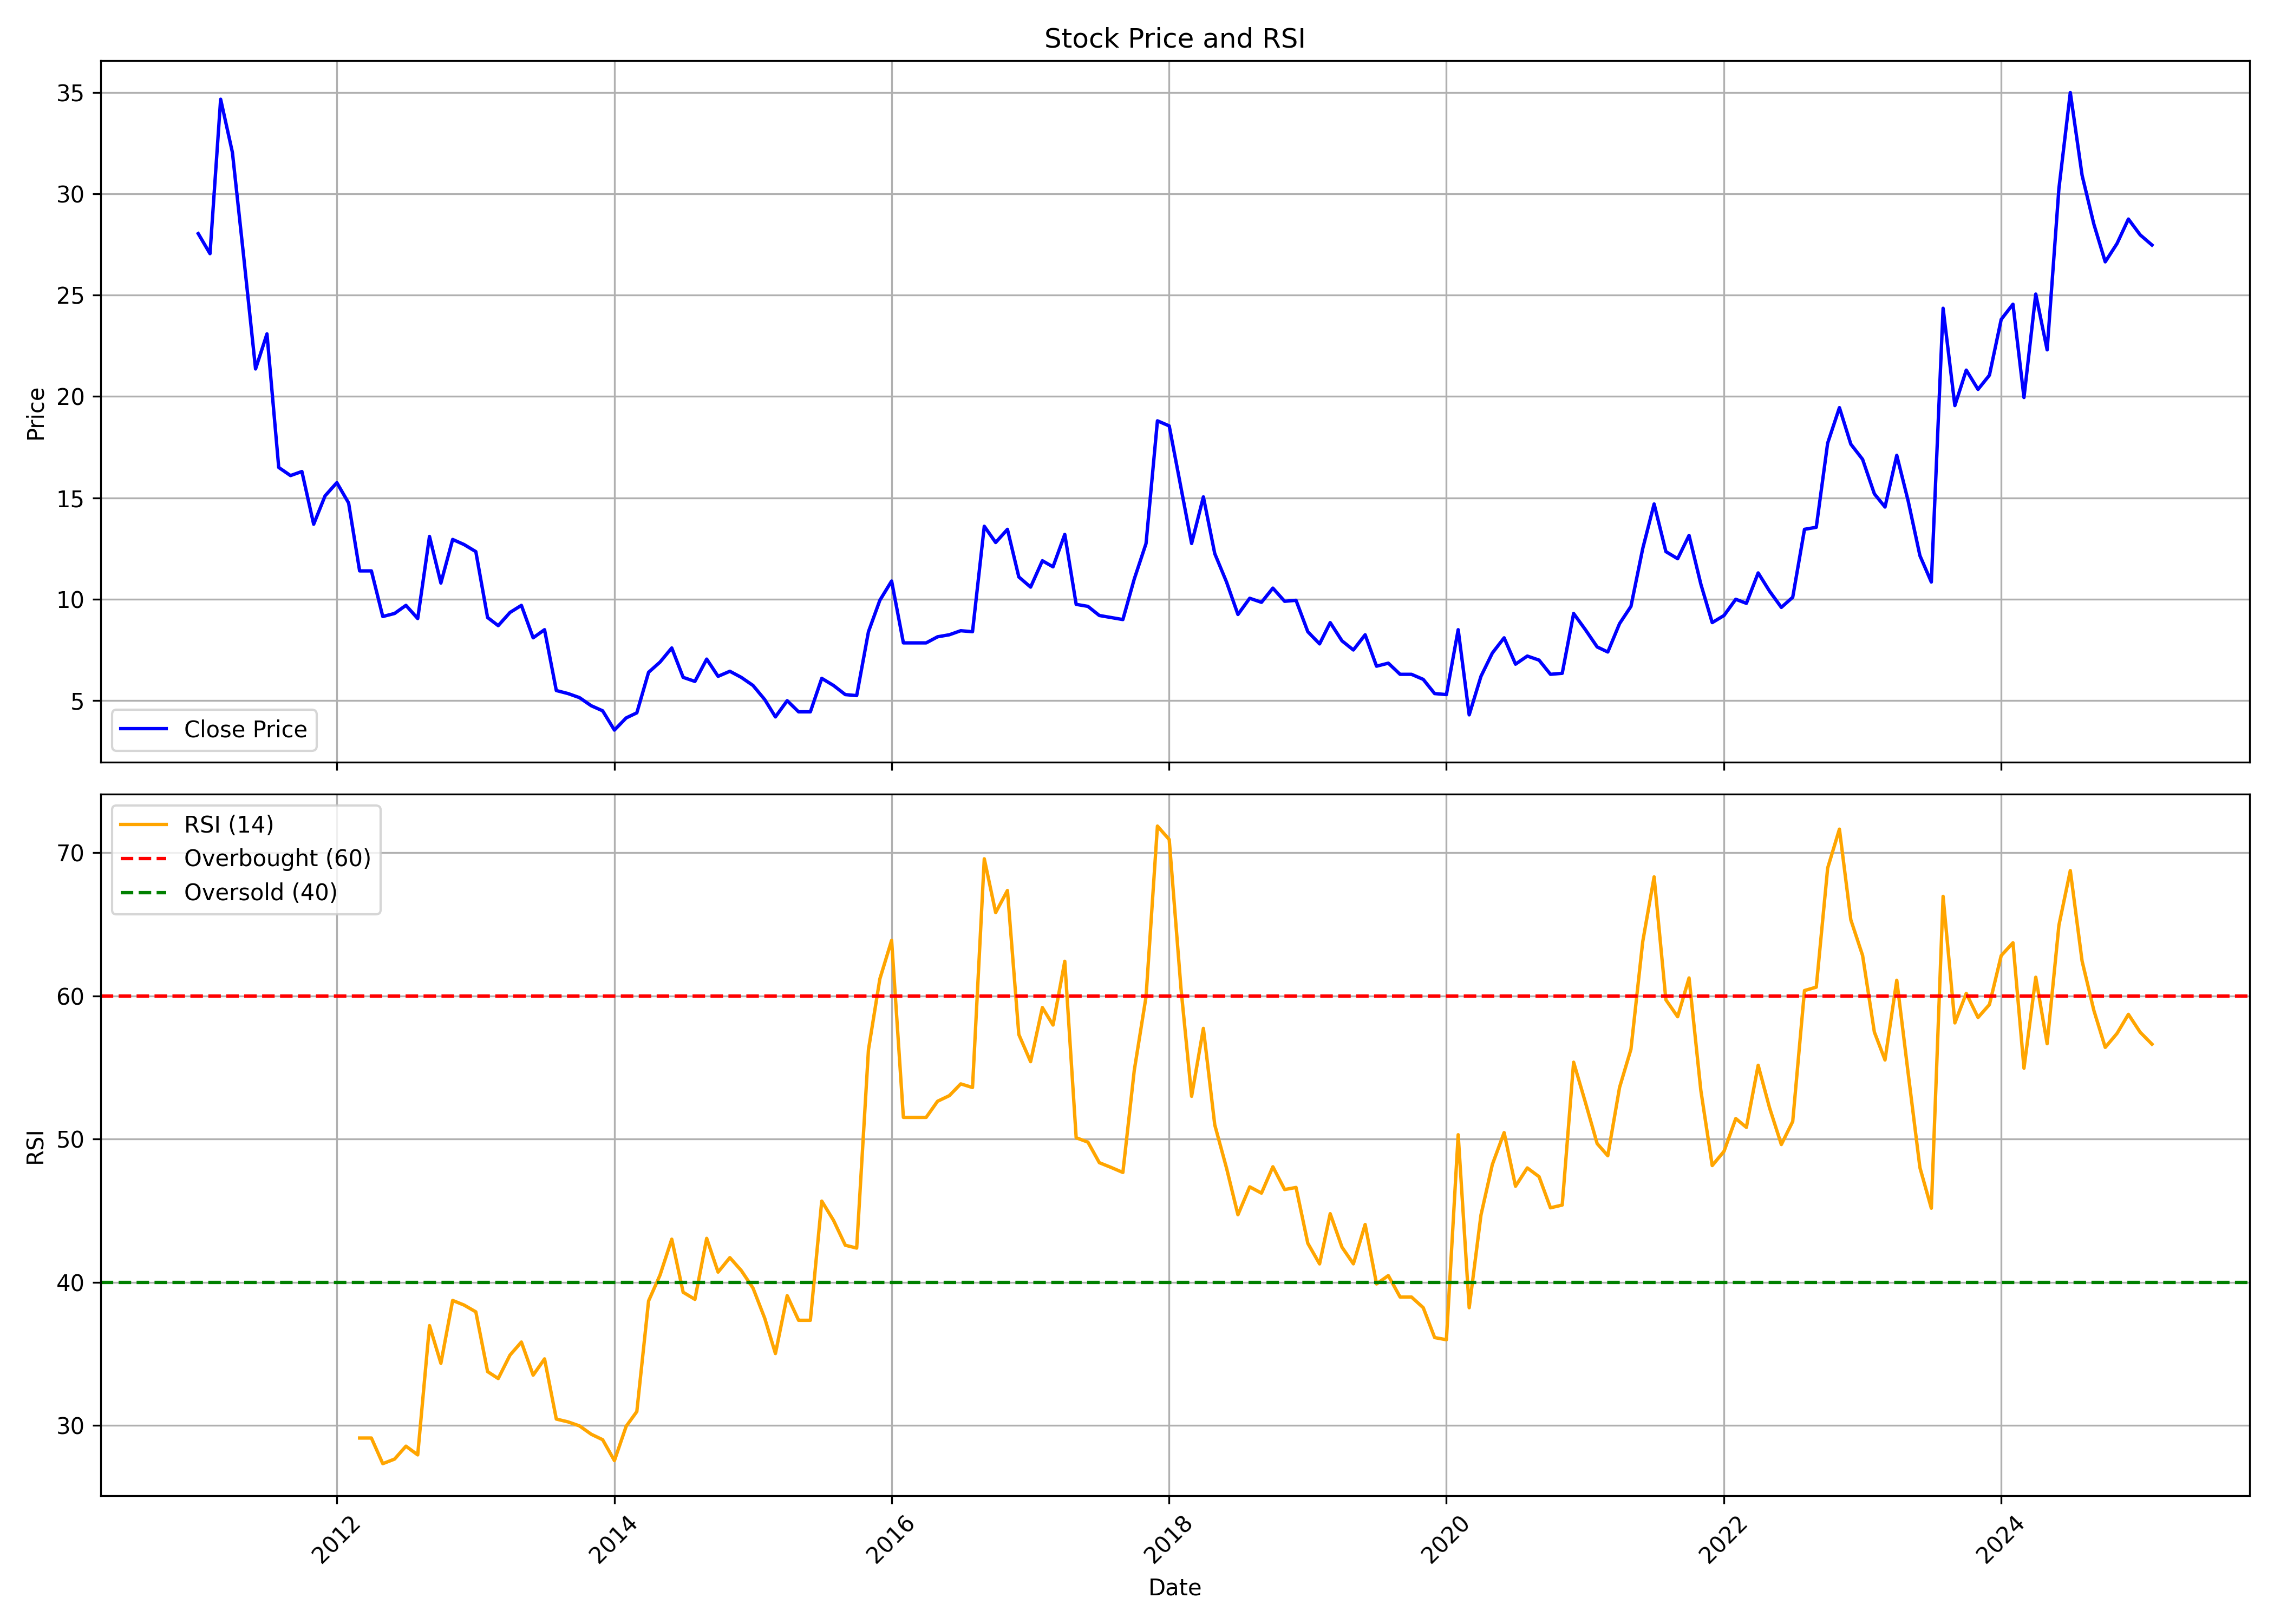 Stock Price and RSI
Price
35
30
25
20
15
10
5
Close Price
RSI
70
60
50
40
30
RSI (14)
Overbought (60)
Oversold (40)
2012
2014
2016
2018
2020
2022
2024
Date